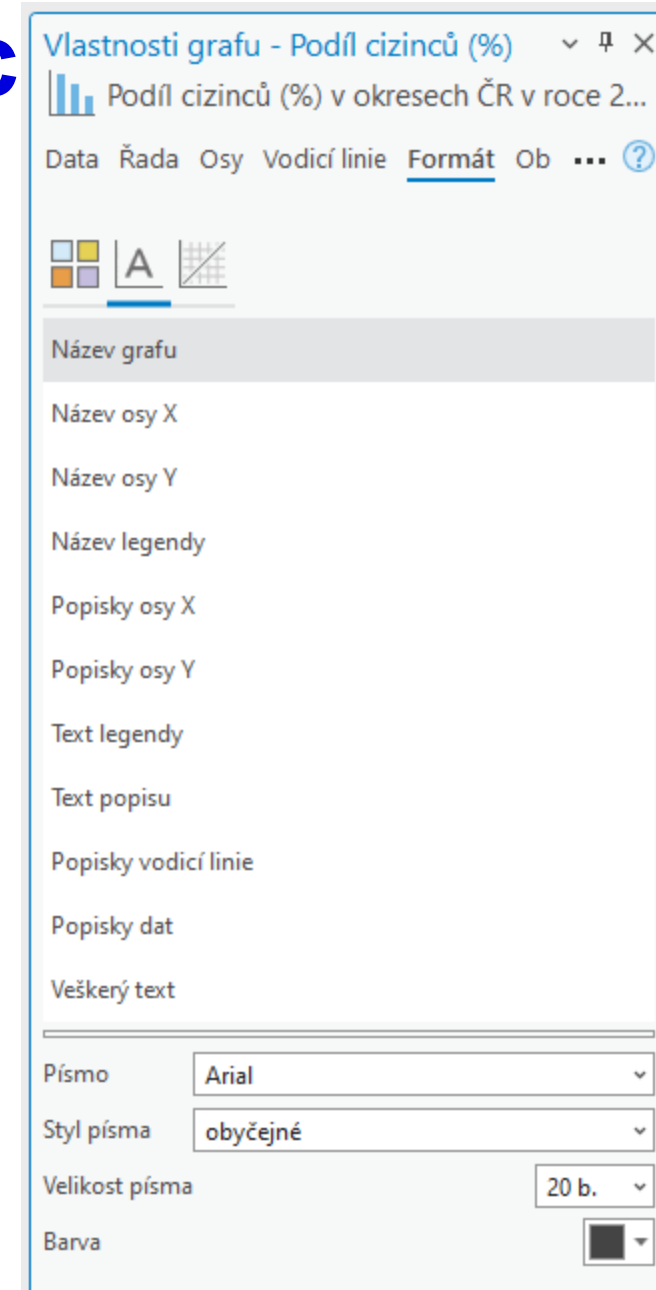 c
Vlastnosti grafu - Podíl cizinců (%)
Podíl cizinců (%) v okresech ČR v roce 2...
Data Řada Osy Vodicí linie Formát Ob ... ?
A
Název grafu
Název osy X
Název osy Y
Název legendy
Popisky osy X
Popisky osy Y
Text legendy
Text popisu
Popisky vodicí linie
Popisky dat
Veškerý text
Písmo Arial
Styl písma obyčejné
Velikost písma 20 b.
Barva